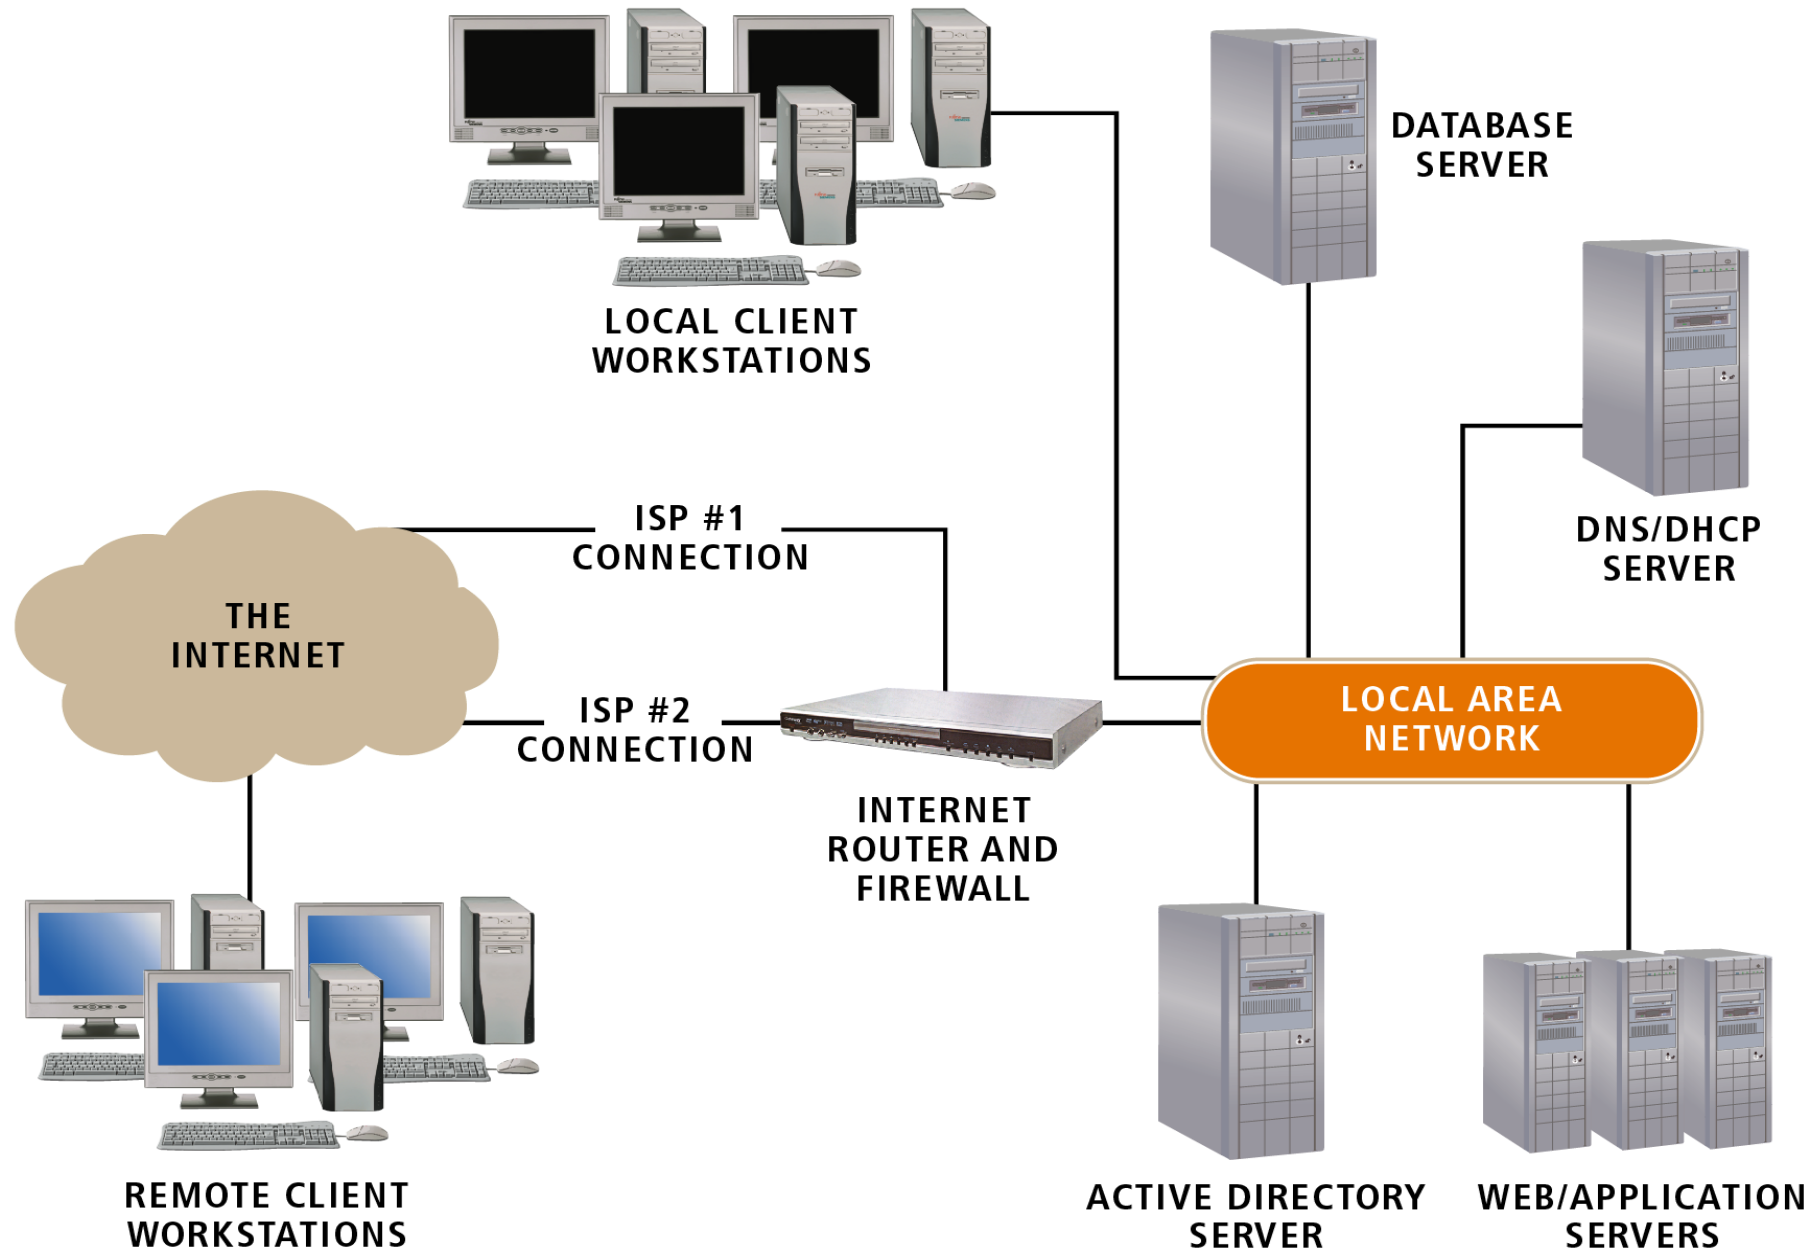 DATABASE
SERVER
LOCAL CLIENT
WORKSTATIONS
DNS/DHCP
SERVER
ISP #1
CONNECTION
THE
INTERNET
ISP #2
CONNECTION
LOCAL AREA
NETWORK
INTERNET
ROUTER AND
FIREWALL
REMOTE CLIENT
WORKSTATIONS
ACTIVE DIRECTORY
SERVER
WEB/APPLICATION
SERVERS